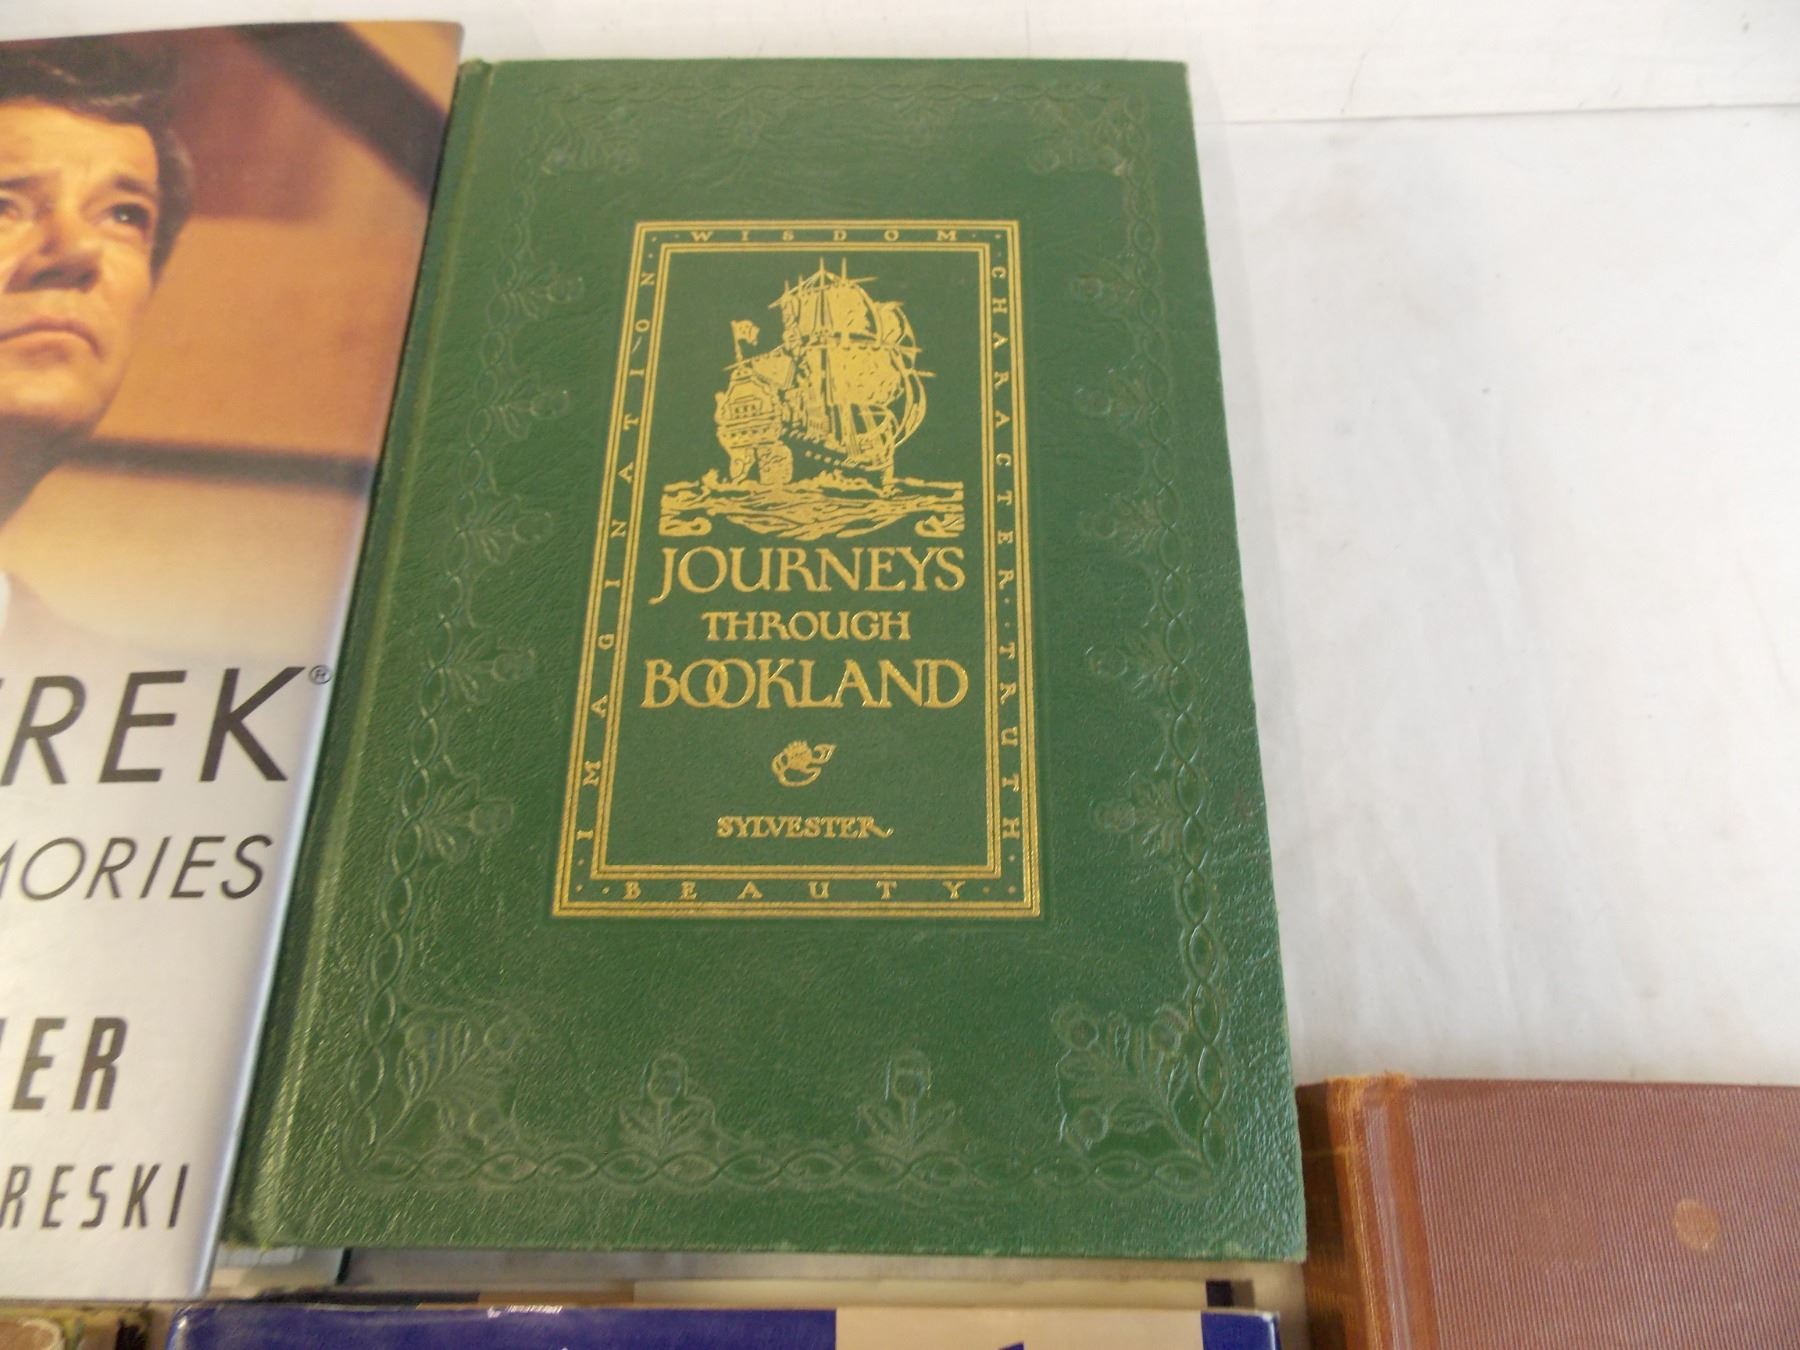 WISDOM
IMAGINATION
CHARACTER · TRUTH
JOURNEYS
THROUGH
BOOKLAND
SYLVESTER
BEAUTY
REK®
MORIES
ER
RESKI